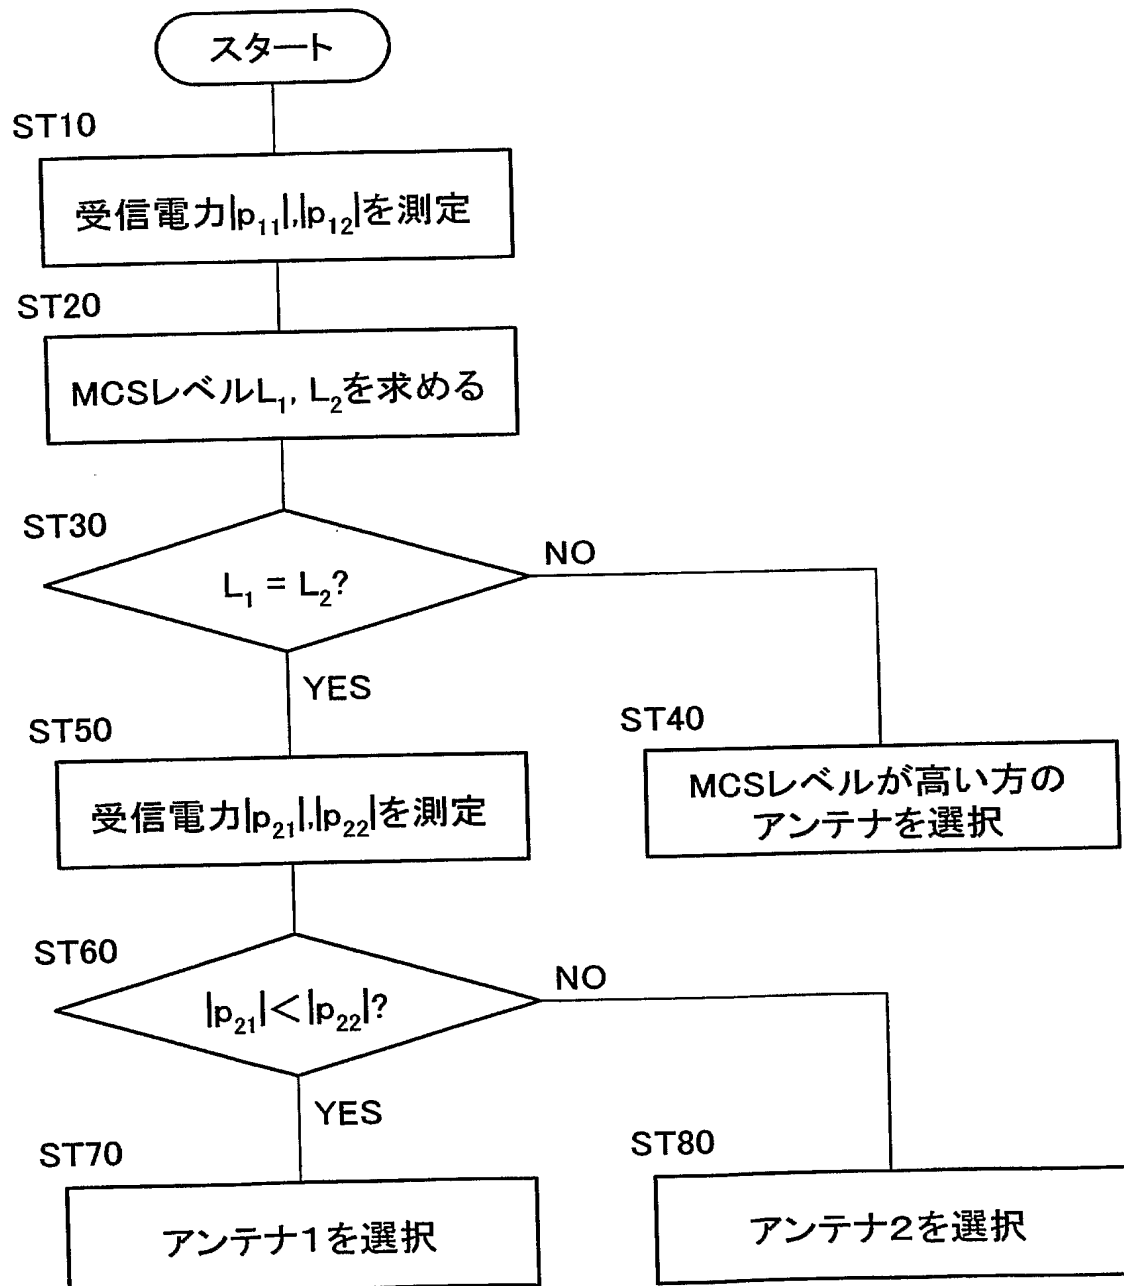 スタート
ST10
受信電力|p₁₁|,|p₁₂|を測定
ST20
MCSレベルL₁, L₂を求める
ST30
L₁ = L₂?
NO
YES
ST50
受信電力|p₂₁|,|p₂₂|を測定
ST40
MCSレベルが高い方の
アンテナを選択
ST60
|p₂₁|<|p₂₂|?
NO
YES
ST70
アンテナ1を選択
ST80
アンテナ2を選択